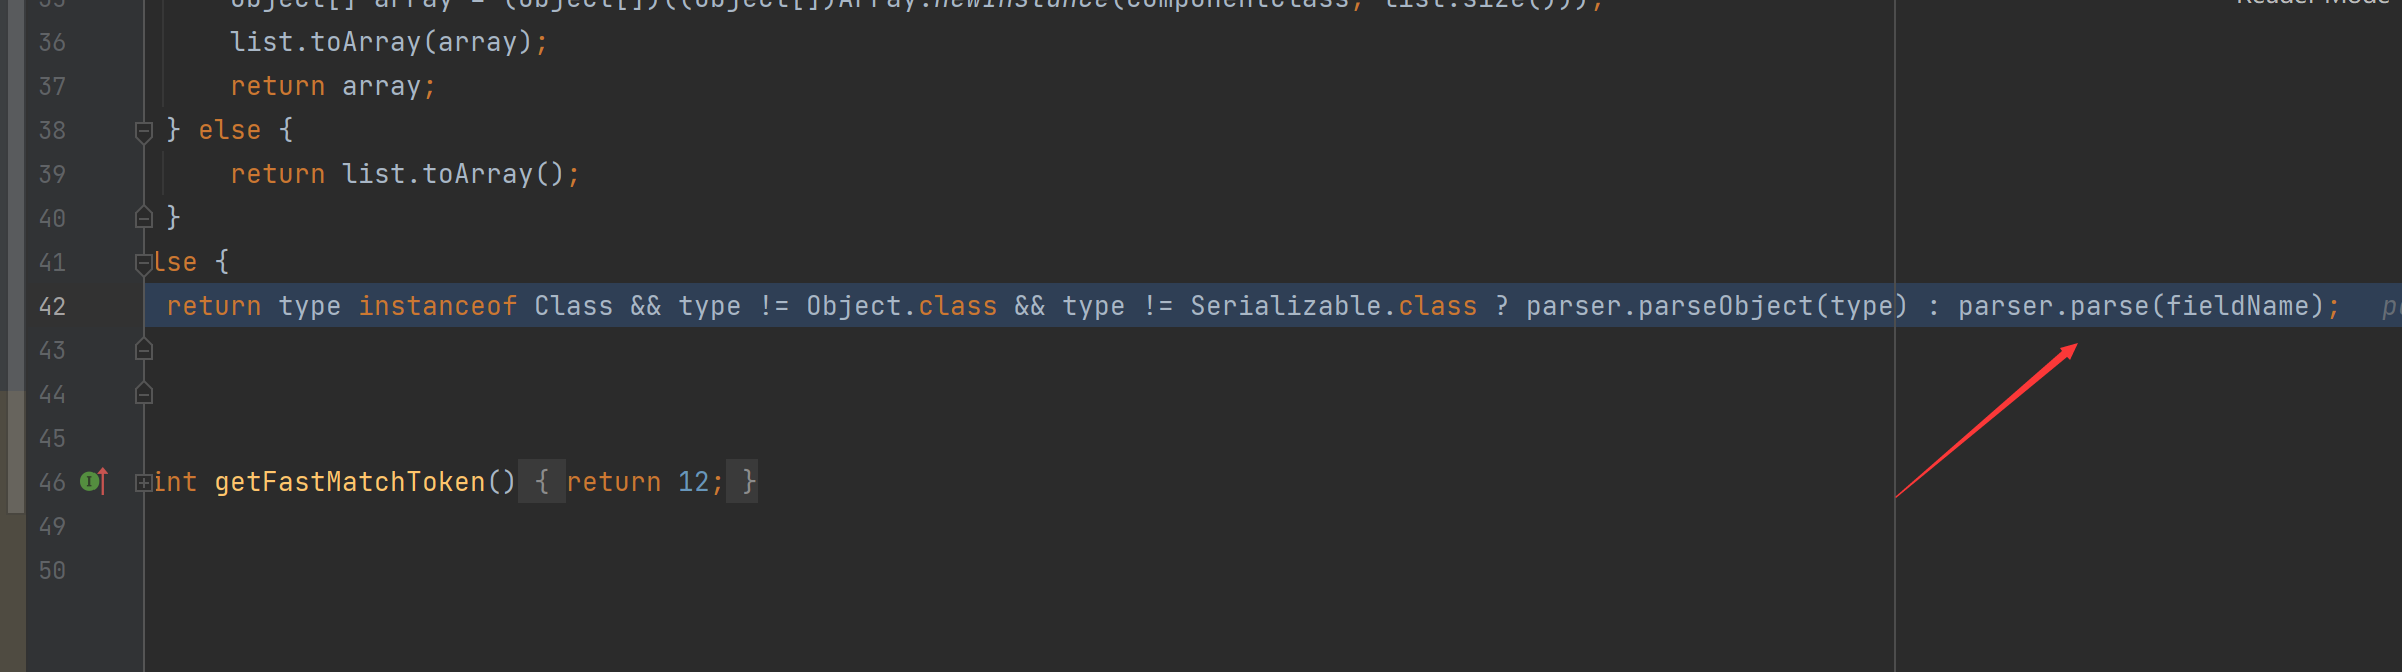 35 Object[] array = (Object[])((Object[])Array.newInstance(componentClass, list.size()));
Reader Mode
36 list.toArray(array);
37 return array;
38 } else {
39 return list.toArray();
40 }
41 lse {
42 return type instanceof Class && type != Object.class && type != Serializable.class ? parser.parseObject(type) : parser.parse(fieldName);
43
44
45
46 int getFastMatchToken() { return 12; }
49
50